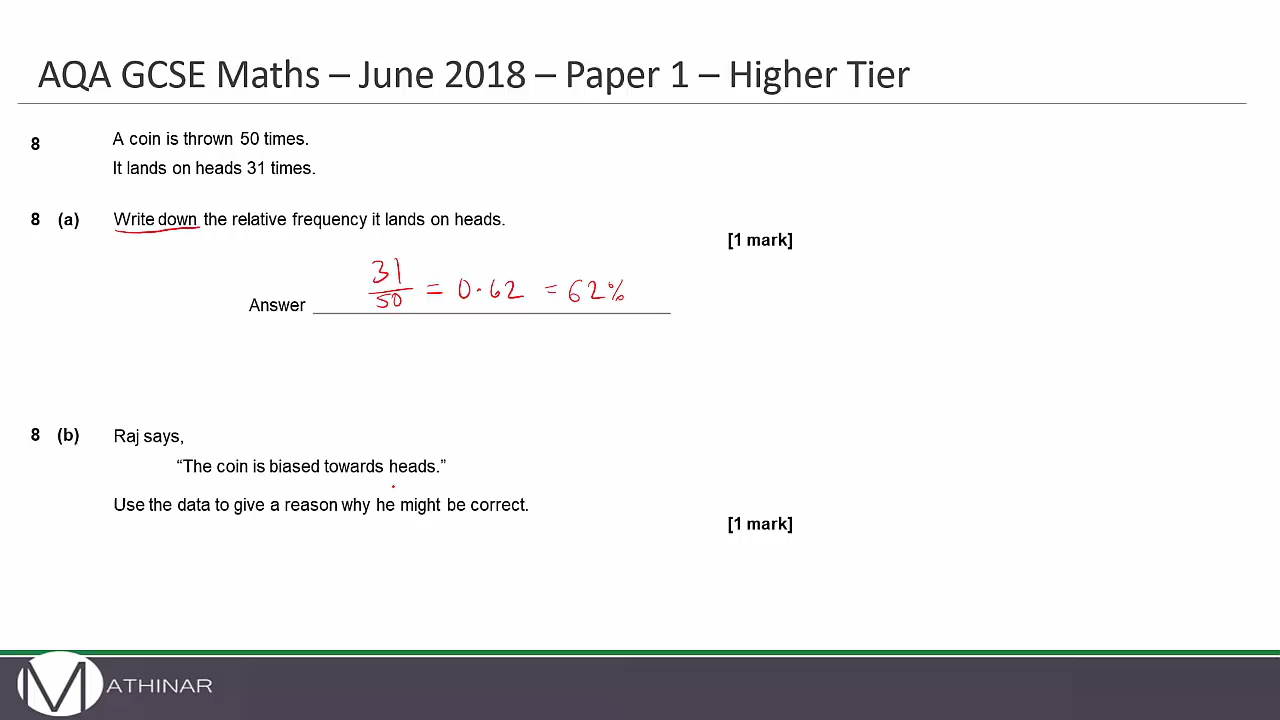 AQA GCSE Maths – June 2018 – Paper 1 – Higher Tier
8 A coin is thrown 50 times.
It lands on heads 31 times.
8 (a) Write down the relative frequency it lands on heads.
[1 mark]
Answer 31/50 = 0.62 = 62%
8 (b) Raj says,
“The coin is biased towards heads.”
Use the data to give a reason why he might be correct.
[1 mark]
MATHINAR